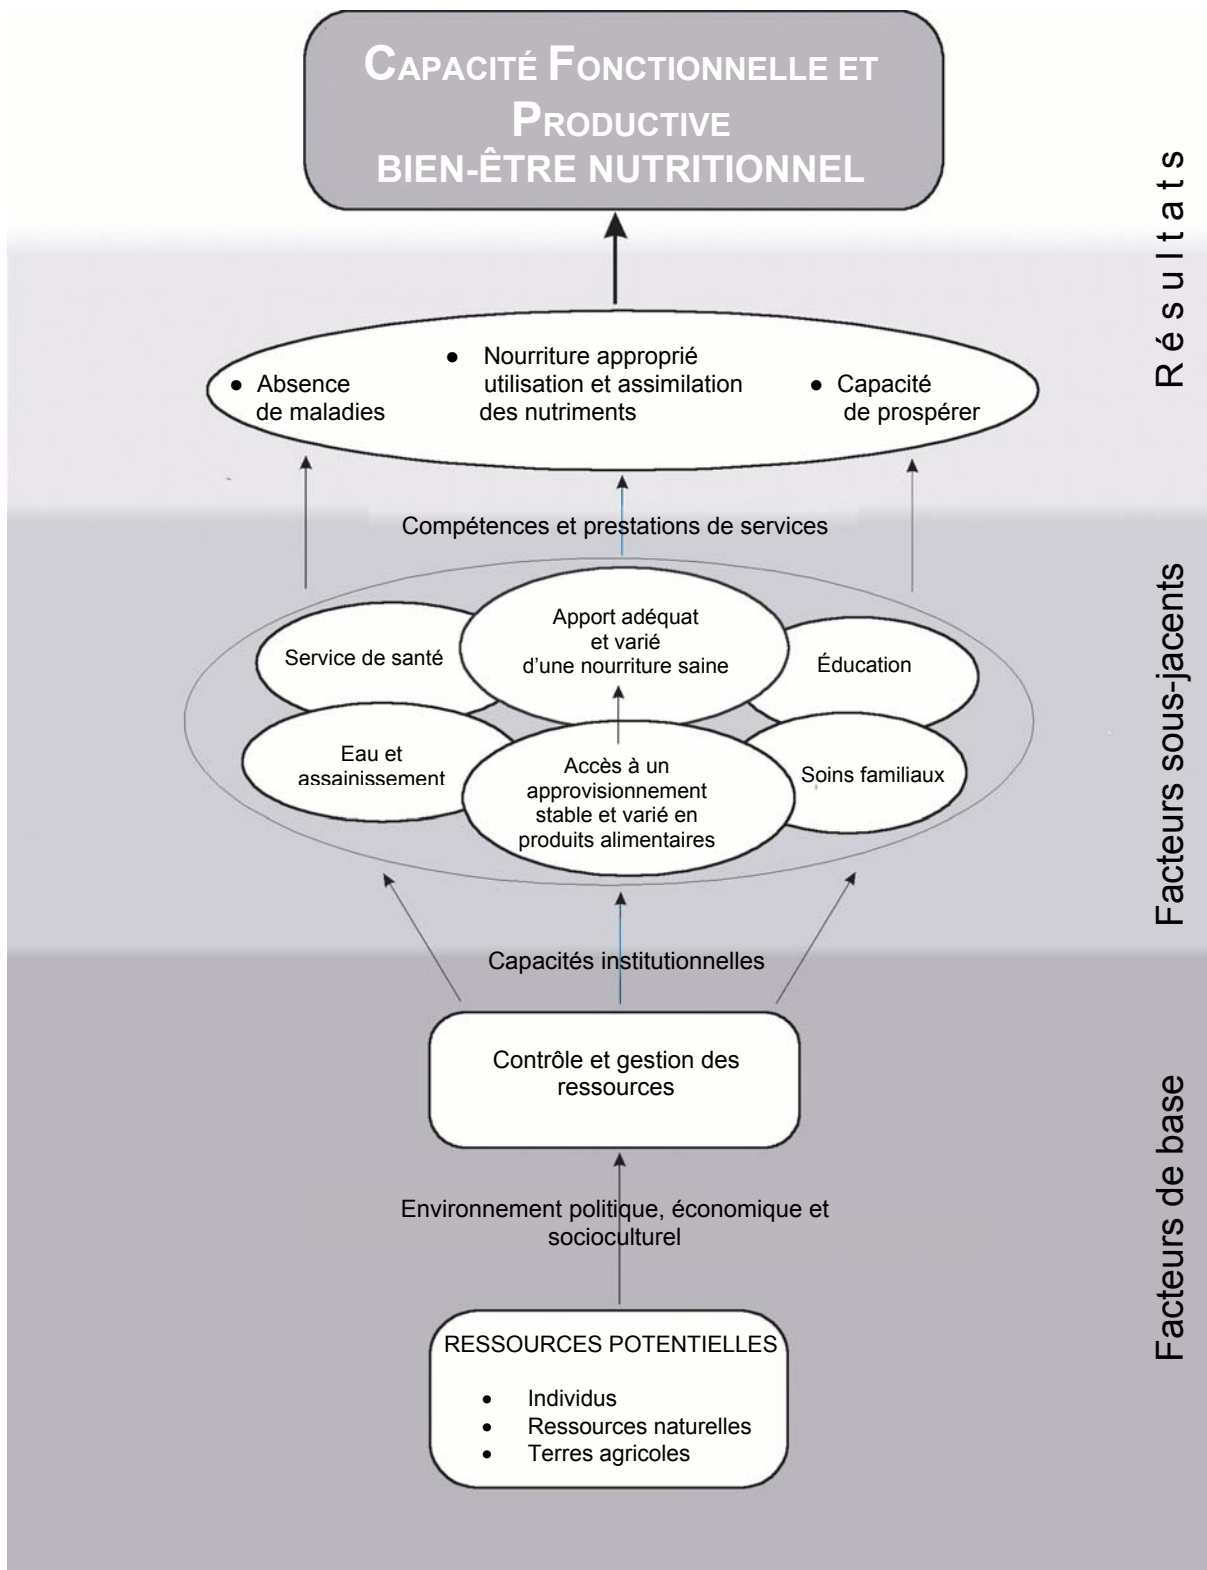 CAPACITÉ FONCTIONNELLE ET
PRODUCTIVE
BIEN-ÊTRE NUTRITIONNEL
Résultats
● Absence
de maladies
● Nourriture approprié
utilisation et assimilation
des nutriments
● Capacité
de prospérer
Compétences et prestations de services
Facteurs sous-jacents
Service de santé
Apport adéquat
et varié
d’une nourriture saine
Éducation
Eau et
assainissement
Accès à un
approvisionnement
stable et varié en
produits alimentaires
Soins familiaux
Capacités institutionnelles
Facteurs de base
Contrôle et gestion des
ressources
Environnement politique, économique et
socioculturel
RESSOURCES POTENTIELLES
● Individus
● Ressources naturelles
● Terres agricoles